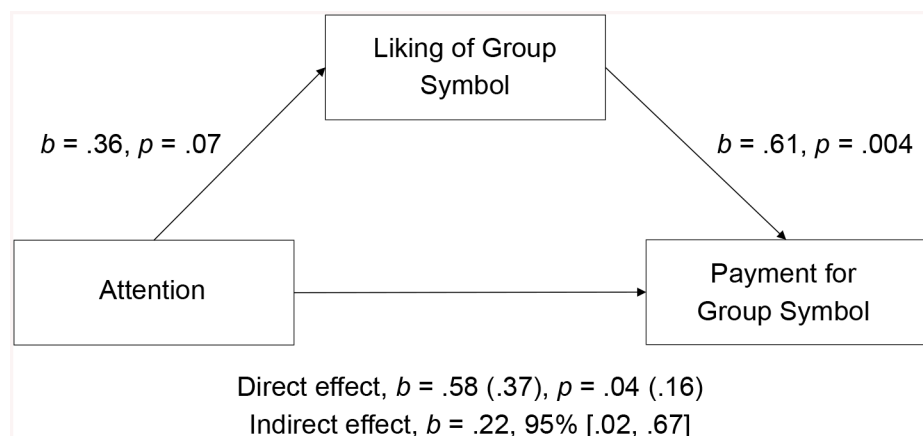 Liking of Group
Symbol
b = .36, p = .07
b = .61, p = .004
Attention
Payment for
Group Symbol
Direct effect, b = .58 (.37), p = .04 (.16)
Indirect effect, b = .22, 95% [.02, .67]